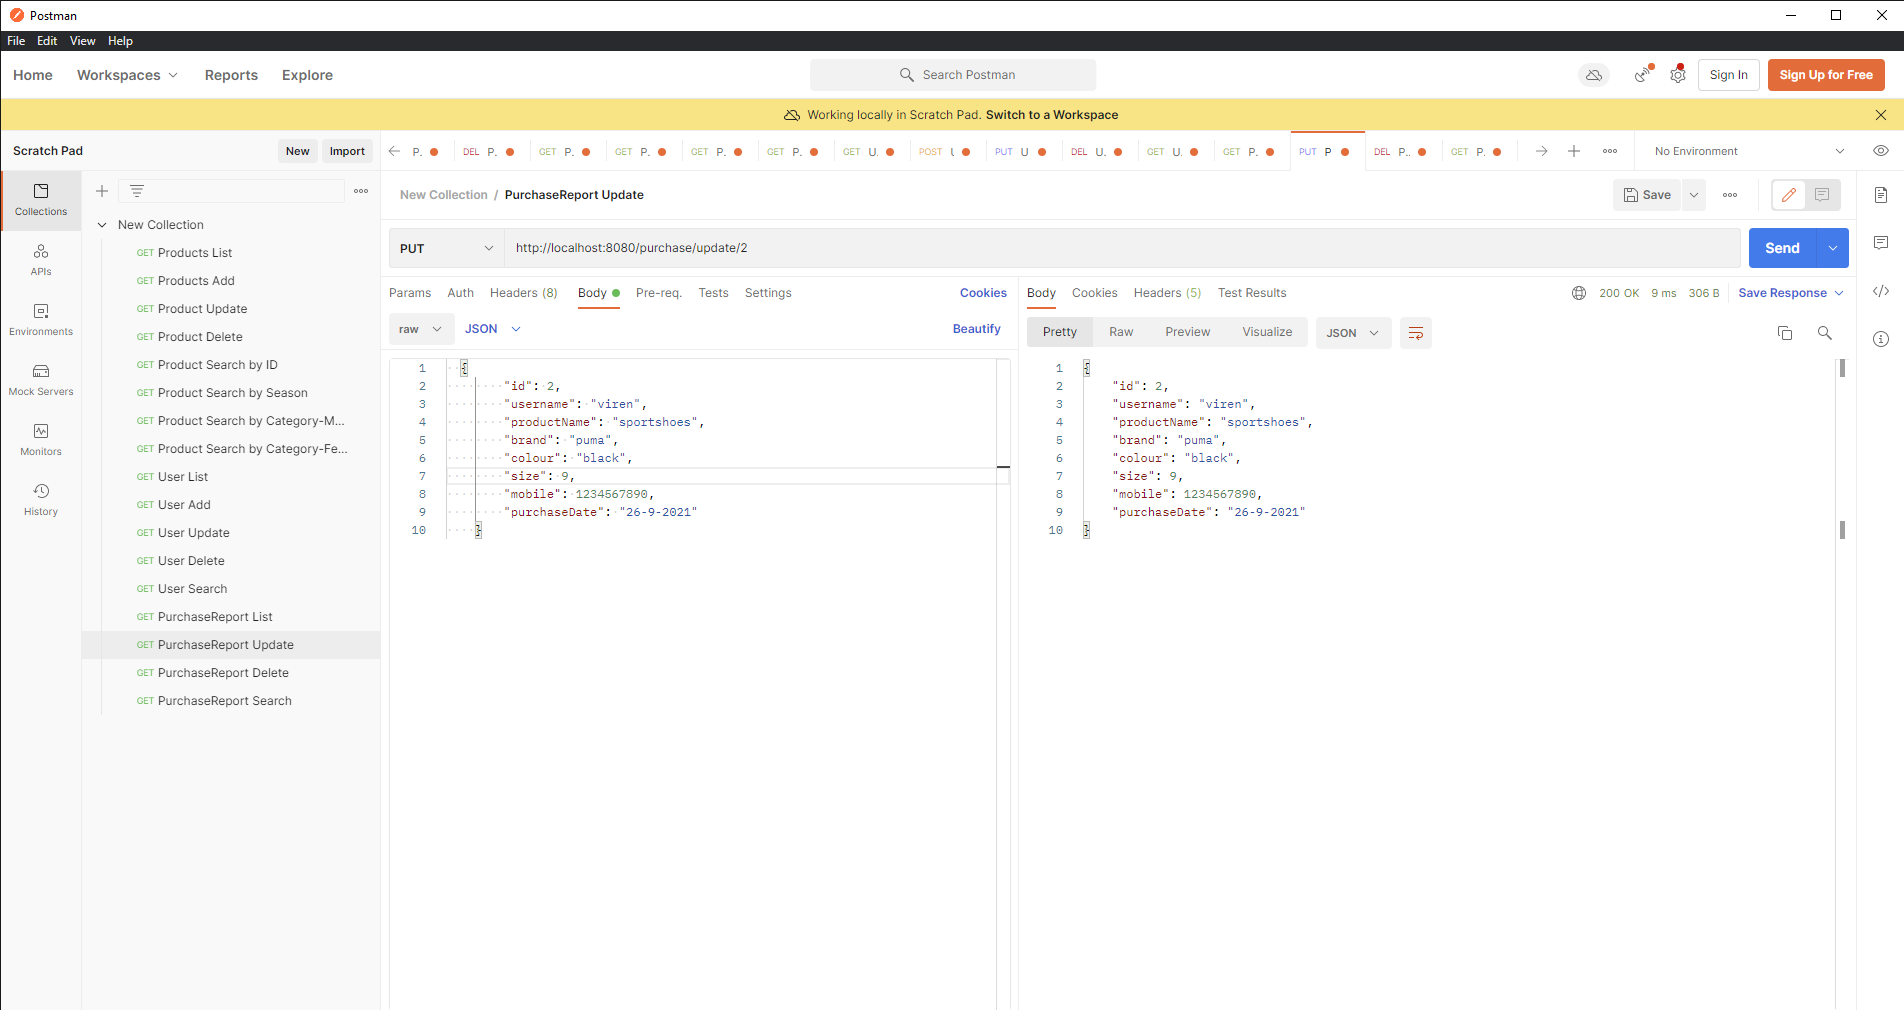 Postman
File Edit View Help
Home Workspaces Reports Explore Search Postman Sign In Sign Up for Free
Working locally in Scratch Pad. Switch to a Workspace
Scratch Pad New Import P. DEL P. GET P. GET P. GET P. GET P. GET U. POST PUT U DEL U. GET U. GET P. PUT P DEL P.. GET P. No Environment
New Collection / PurchaseReport Update Save
Collections
APIs
Environments
Mock Servers
Monitors
History
New Collection
GET Products List
GET Products Add
GET Product Update
GET Product Delete
GET Product Search by ID
GET Product Search by Season
GET Product Search by Category-M...
GET Product Search by Category-Fe...
GET User List
GET User Add
GET User Update
GET User Delete
GET User Search
GET PurchaseReport List
GET PurchaseReport Update
GET PurchaseReport Delete
GET PurchaseReport Search
PUT http://localhost:8080/purchase/update/2 Send
Params Auth Headers (8) Body Pre-req. Tests Settings Cookies
raw JSON Beautify
1 {
2 "id": 2,
3 "username": "viren",
4 "productName": "sportshoes",
5 "brand": "puma",
6 "colour": "black",
7 "size": 9,
8 "mobile": 1234567890,
9 "purchaseDate": "26-9-2021"
10 }
Body Cookies Headers (5) Test Results 200 OK 9 ms 306 B Save Response
Pretty Raw Preview Visualize JSON
1 {
2 "id": 2,
3 "username": "viren",
4 "productName": "sportshoes",
5 "brand": "puma",
6 "colour": "black",
7 "size": 9,
8 "mobile": 1234567890,
9 "purchaseDate": "26-9-2021"
10 }